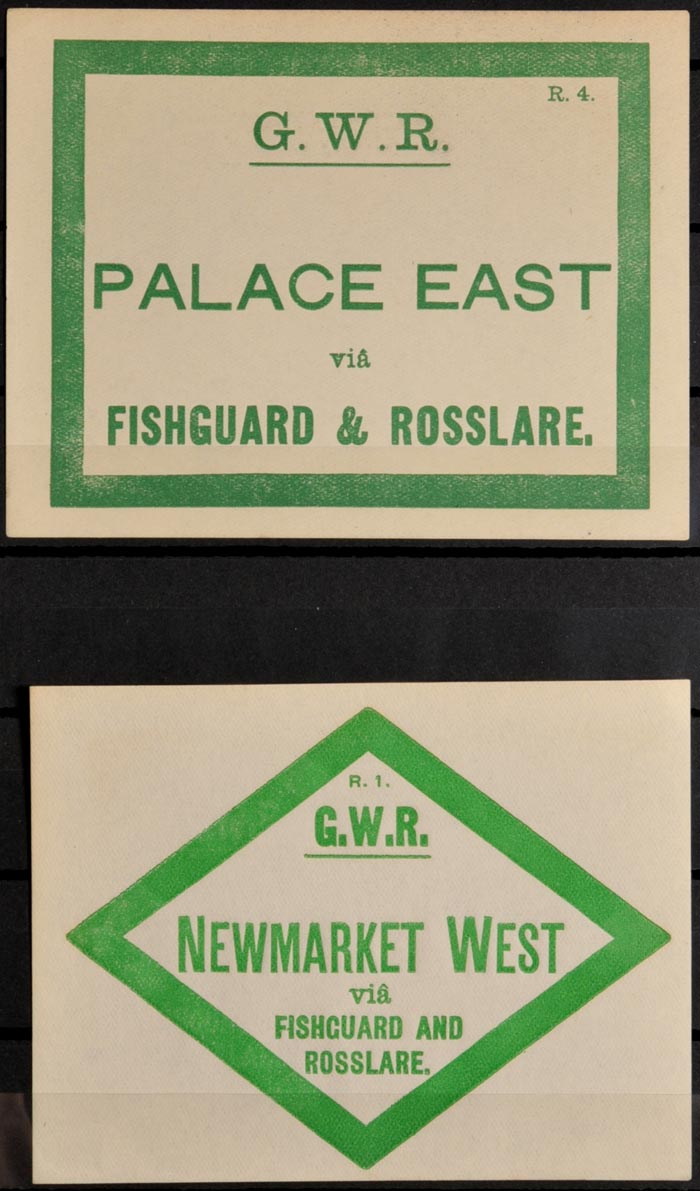 R. 4.
G.W.R.
PALACE EAST
viâ
FISHGUARD & ROSSLARE.
R. 1.
G.W.R.
NEWMARKET WEST
viâ
FISHGUARD AND
ROSSLARE.